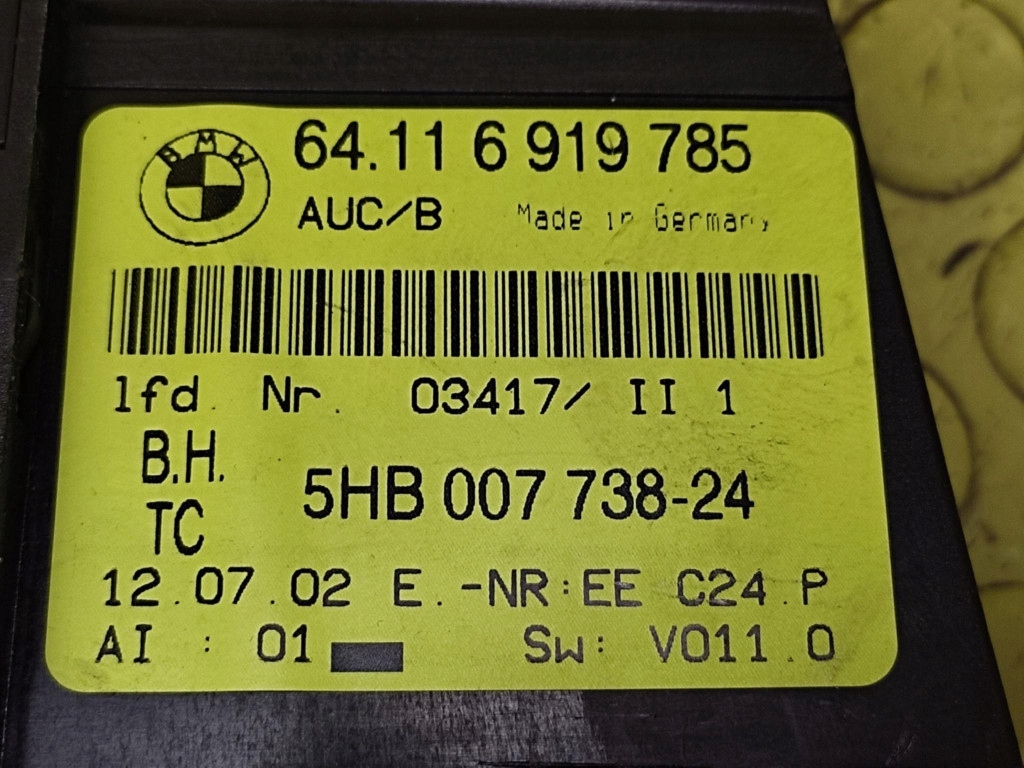 BMW
64.11 6 919 785
AUC/B Made in Germany
lfd. Nr. 03417/ II 1
B.H.
5HB 007 738-24
TC
12.07.02 E.-NR:EE C24.P
AI : 01 SW: V011.0